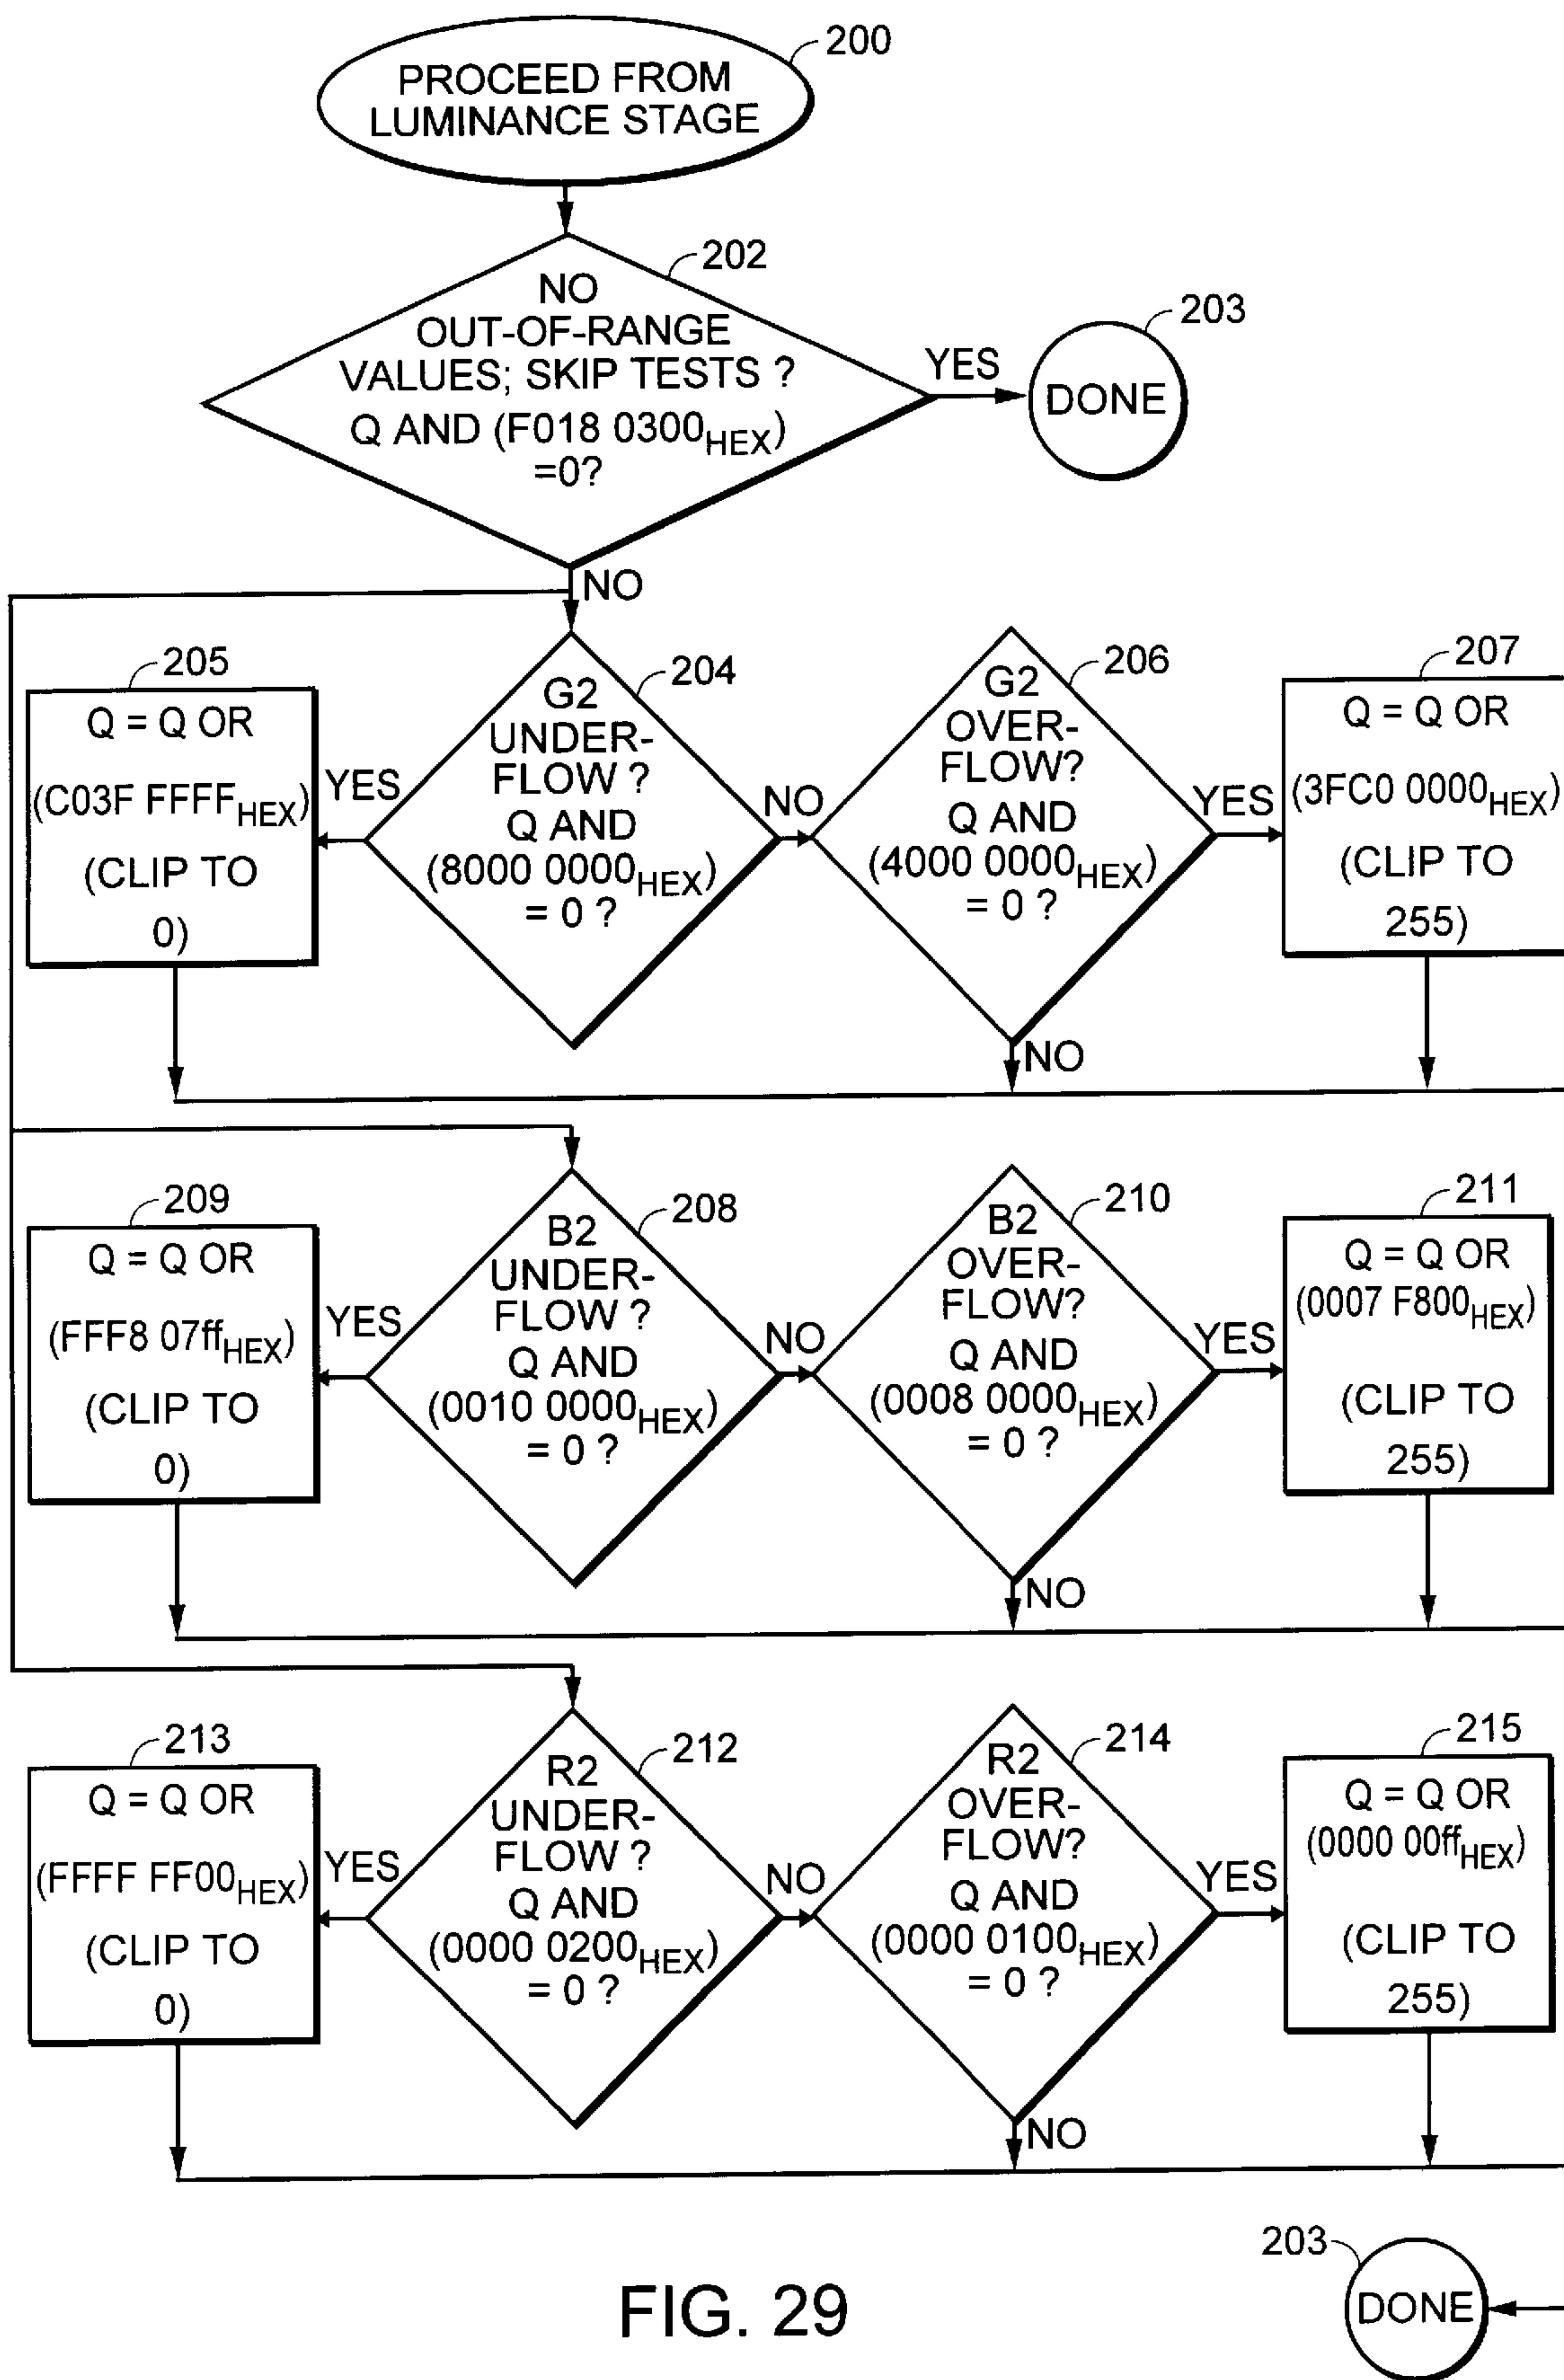 200
PROCEED FROM
LUMINANCE STAGE
202
NO
OUT-OF-RANGE
VALUES; SKIP TESTS ?
Q AND (F018 0300HEX)
=0?
YES
203
DONE
NO
205
Q = Q OR
(C03F FFFFHEX)
(CLIP TO
0)
YES
204
G2
UNDER-
FLOW ?
Q AND
(8000 0000HEX)
= 0 ?
NO
206
G2
OVER-
FLOW?
Q AND
(4000 0000HEX)
= 0 ?
YES
NO
207
Q = Q OR
(3FC0 0000HEX)
(CLIP TO
255)
209
Q = Q OR
(FFF8 07ffHEX)
(CLIP TO
0)
YES
208
B2
UNDER-
FLOW ?
Q AND
(0010 0000HEX)
= 0 ?
NO
210
B2
OVER-
FLOW?
Q AND
(0008 0000HEX)
= 0 ?
YES
NO
211
Q = Q OR
(0007 F800HEX)
(CLIP TO
255)
213
Q = Q OR
(FFFF FF00HEX)
(CLIP TO
0)
YES
212
R2
UNDER-
FLOW ?
Q AND
(0000 0200HEX)
= 0 ?
NO
214
R2
OVER-
FLOW?
Q AND
(0000 0100HEX)
= 0 ?
YES
NO
215
Q = Q OR
(0000 00ffHEX)
(CLIP TO
255)
203
DONE
FIG. 29